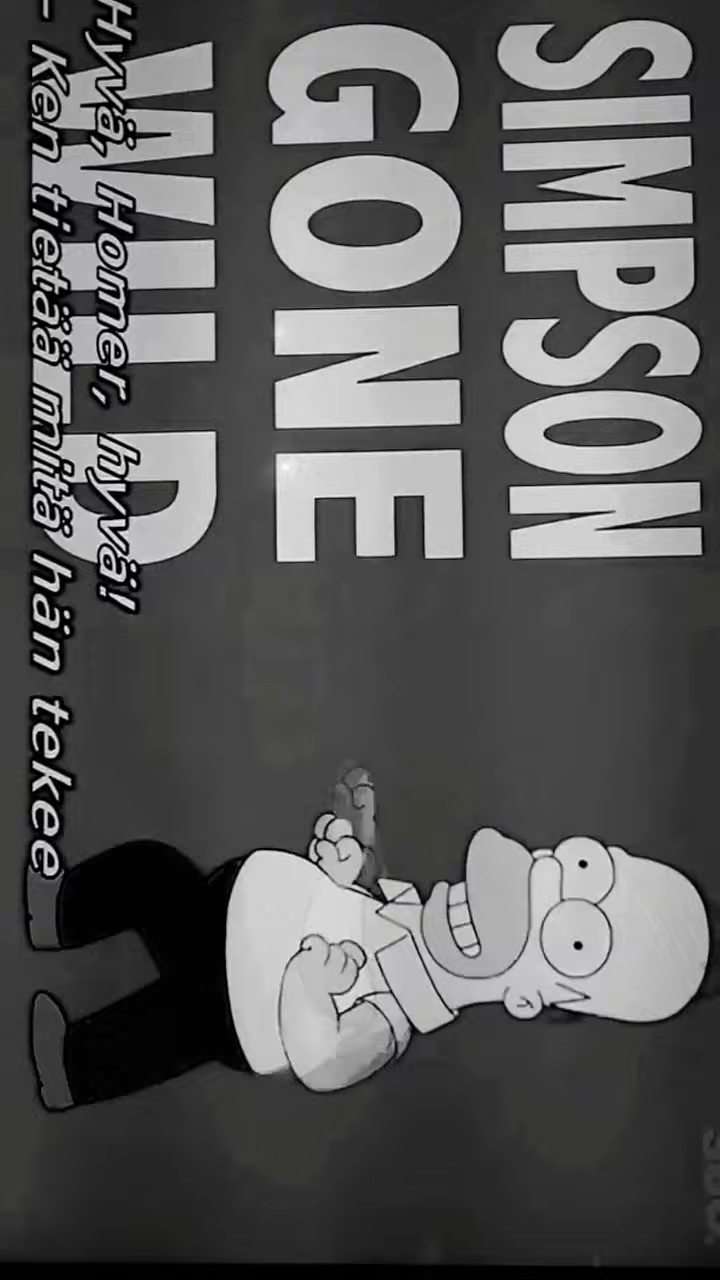 SIMPSON
GONE
WILD
Hyvä, Homer, hyvä!
- Ken tietää mitä hän tekee